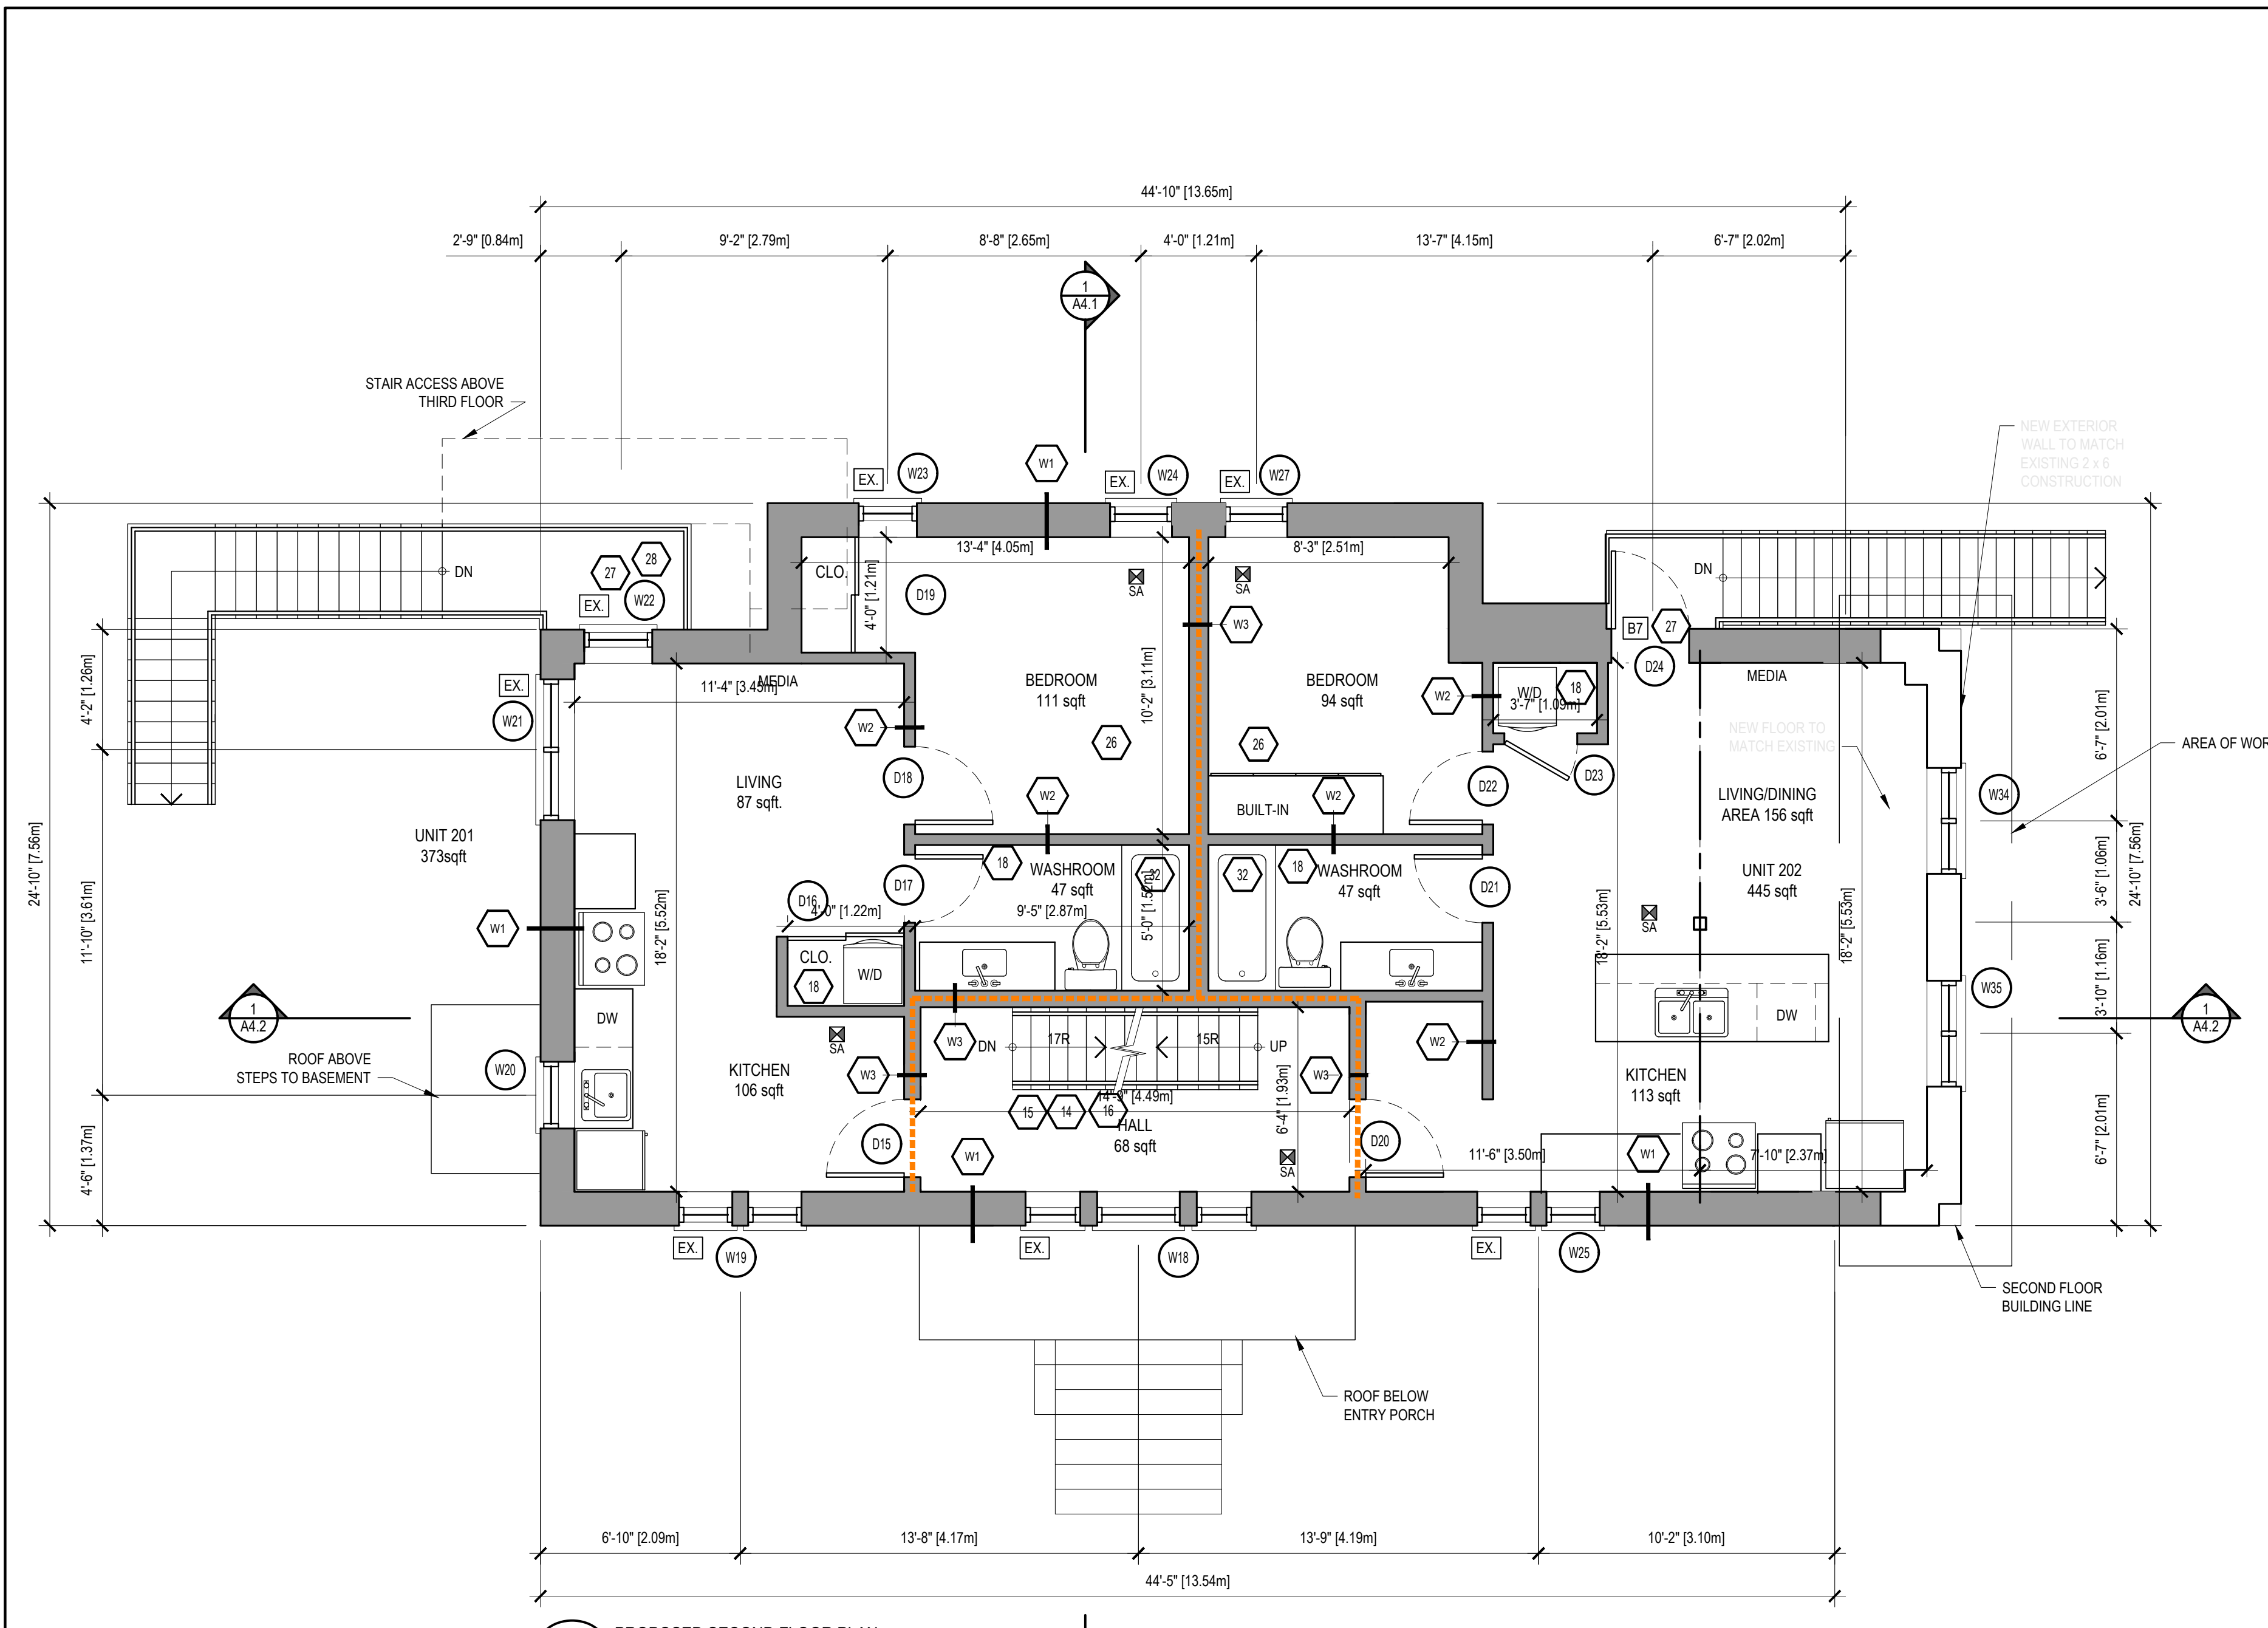 44'-10" [13.65m]
2'-9" [0.84m]
9'-2" [2.79m]
8'-8" [2.65m]
4'-0" [1.21m]
13'-7" [4.15m]
6'-7" [2.02m]
1
A4.1
STAIR ACCESS ABOVE
THIRD FLOOR
NEW EXTERIOR
WALL TO MATCH
EXISTING 2 x 6
CONSTRUCTION
EX.
W23
W1
EX.
W24
EX.
W27
13'-4" [4.05m]
8'-3" [2.51m]
27
28
DN
EX.
W22
CLO.
4'-0" [1.21m]
D19
SA
SA
W3
DN
B7
27
D24
4'-2" [1.26m]
EX.
W21
MEDIA
11'-4" [3.45m]
W2
BEDROOM
111 sqft
10'-2" [3.11m]
26
BEDROOM
94 sqft
26
W2
W/D
18
3'-7" [1.09m]
MEDIA
NEW FLOOR TO
MATCH EXISTING
6'-7" [2.01m]
AREA OF WOR
LIVING
87 sqft.
D18
W2
BUILT-IN
W2
D22
D23
LIVING/DINING
AREA 156 sqft
W34
UNIT 201
373sqft
24'-10" [7.56m]
11'-10" [3.61m]
W1
18'-2" [5.52m]
D16
4'-0" [1.22m]
D17
18
WASHROOM
47 sqft
32
9'-5" [2.87m]
5'-0" [1.52m]
32
18
WASHROOM
47 sqft
D21
UNIT 202
445 sqft
18'-2" [5.53m]
SA
18'-2" [5.53m]
3'-6" [1.06m]
24'-10" [7.56m]
CLO.
18
W/D
W35
3'-10" [1.16m]
1
A4.2
1
A4.2
DW
DW
ROOF ABOVE
STEPS TO BASEMENT
W20
SA
KITCHEN
106 sqft
W3
W3
DN
17R
15R
UP
W3
W2
14'-9" [4.49m]
6'-4" [1.93m]
15
14
16
HALL
68 sqft
SA
KITCHEN
113 sqft
4'-6" [1.37m]
D15
W1
D20
11'-6" [3.50m]
W1
7'-10" [2.37m]
6'-7" [2.01m]
EX.
W19
EX.
W18
EX.
W25
SECOND FLOOR
BUILDING LINE
ROOF BELOW
ENTRY PORCH
6'-10" [2.09m]
13'-8" [4.17m]
13'-9" [4.19m]
10'-2" [3.10m]
44'-5" [13.54m]
PROPOSED SECOND FLOOR PLAN